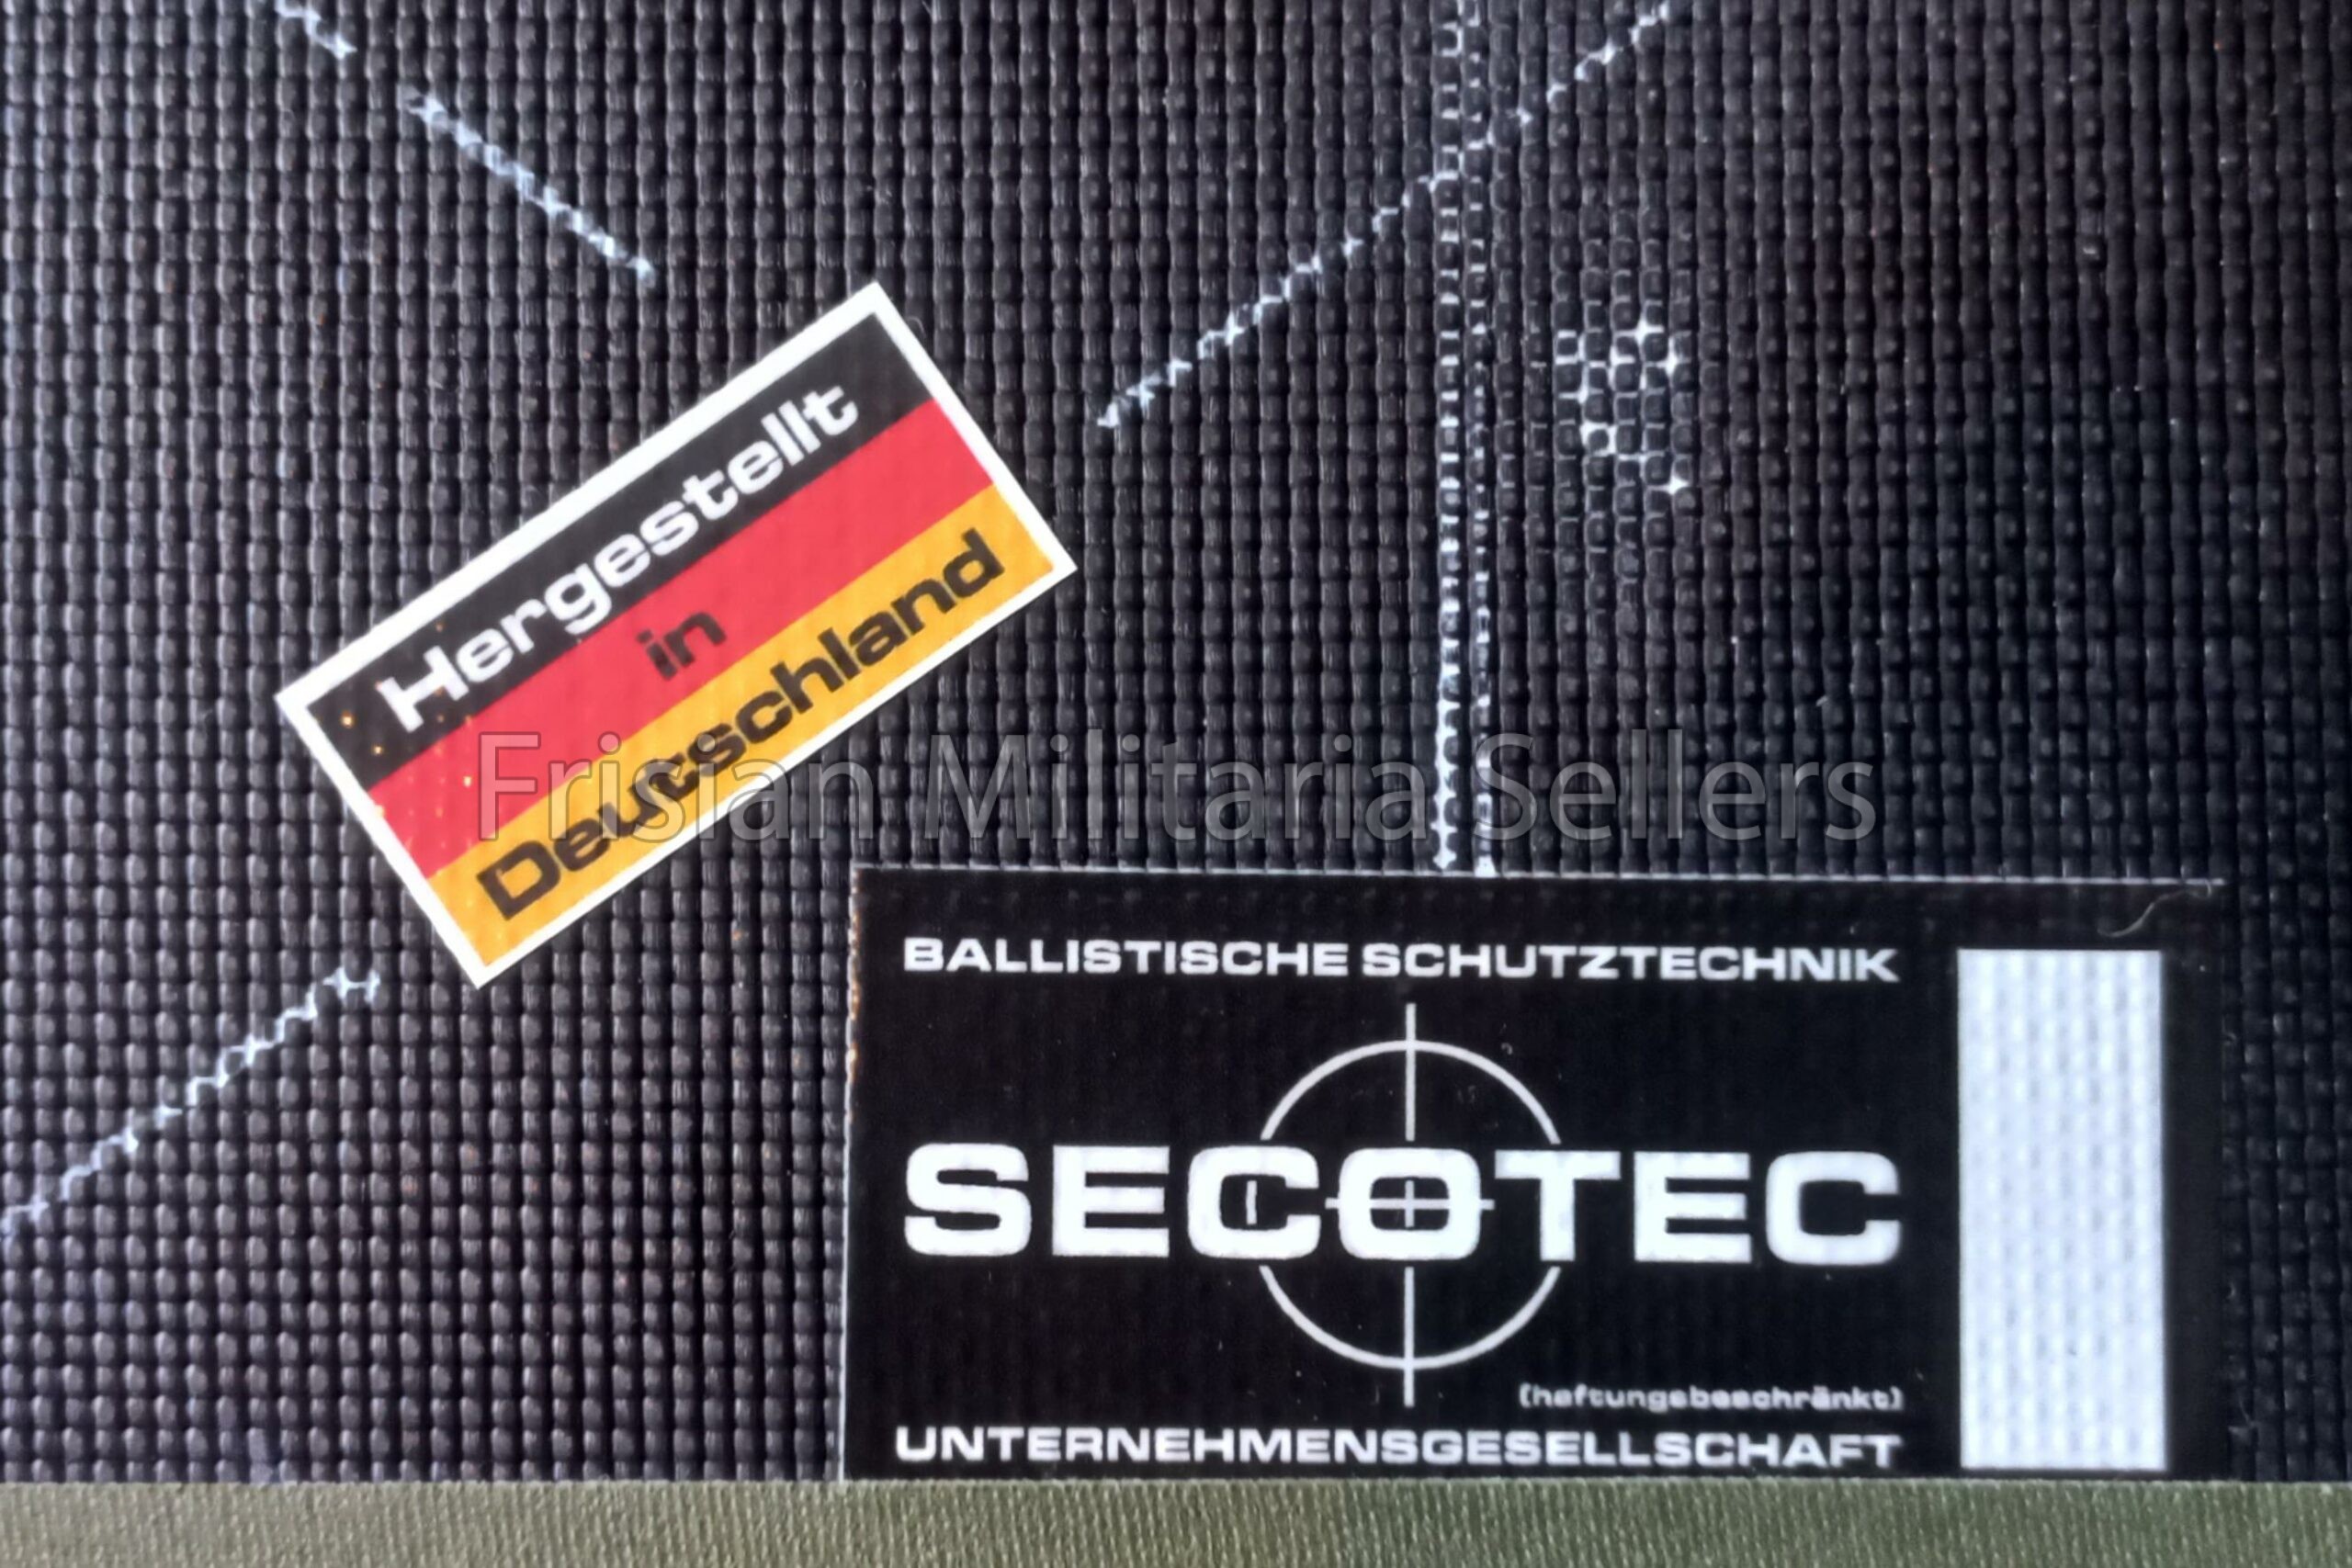 Hergestellt
in
Deutschland
Frisian Militaria Sellers
BALLISTISCHE SCHUTZTECHNIK
SECOTEC
(haftungsbeschränkt)
UNTERNEHMENSGESELLSCHAFT